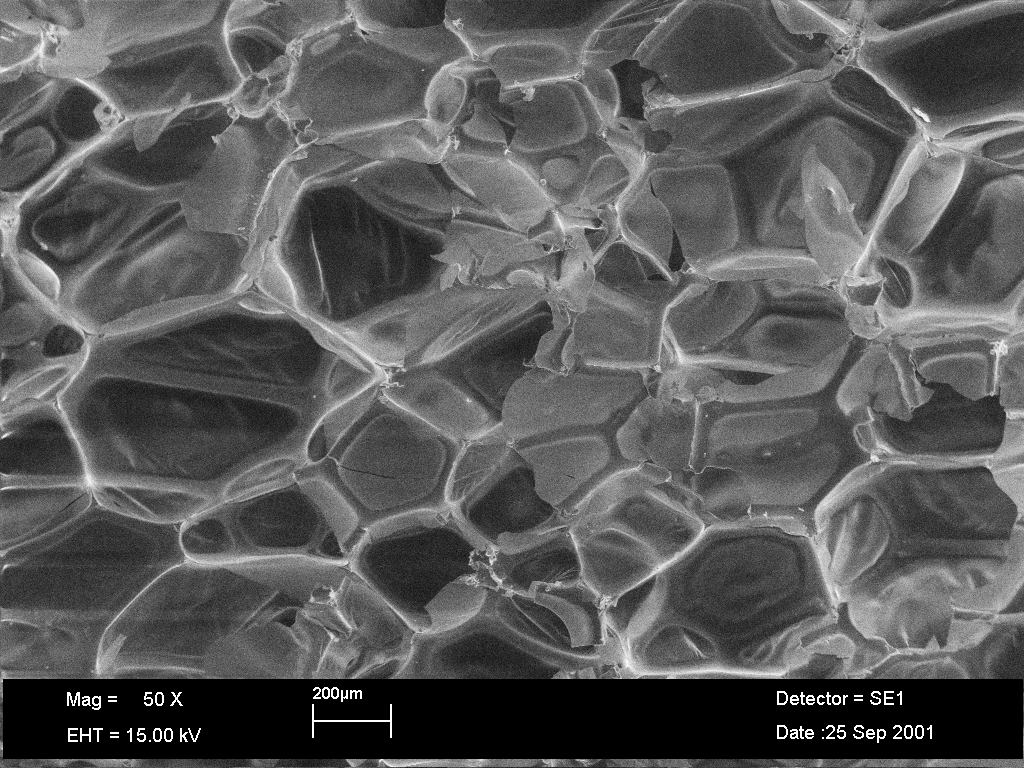 Mag = 50 X
EHT = 15.00 kV
200µm
Detector = SE1
Date :25 Sep 2001